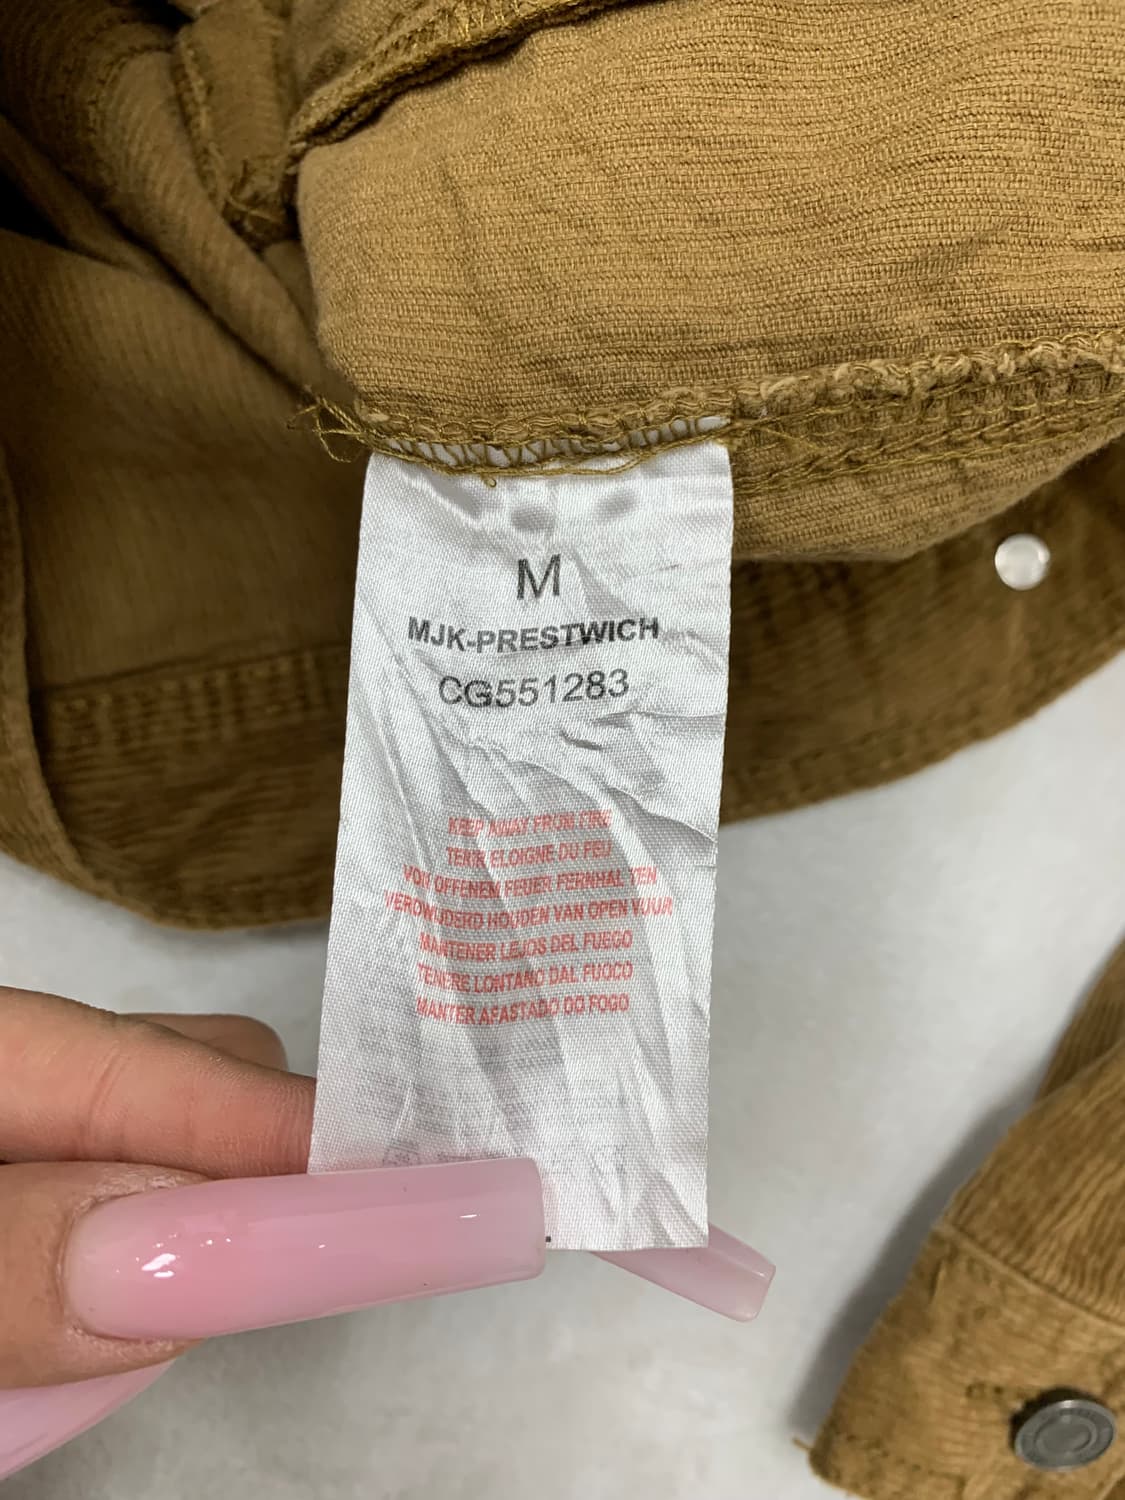 M
MJK-PRESTWICH
CG551283
KEEP AWAY FROM FIRE
TENIR ELOIGNE DU FEU
VON OFFENEM FEUER FERNHALTEN
VERDWIJDERD HOUDEN VAN OPEN VUUR
MANTENER LEJOS DEL FUEGO
TENERE LONTANO DAL FUOCO
MANTER AFASTADO DO FOGO